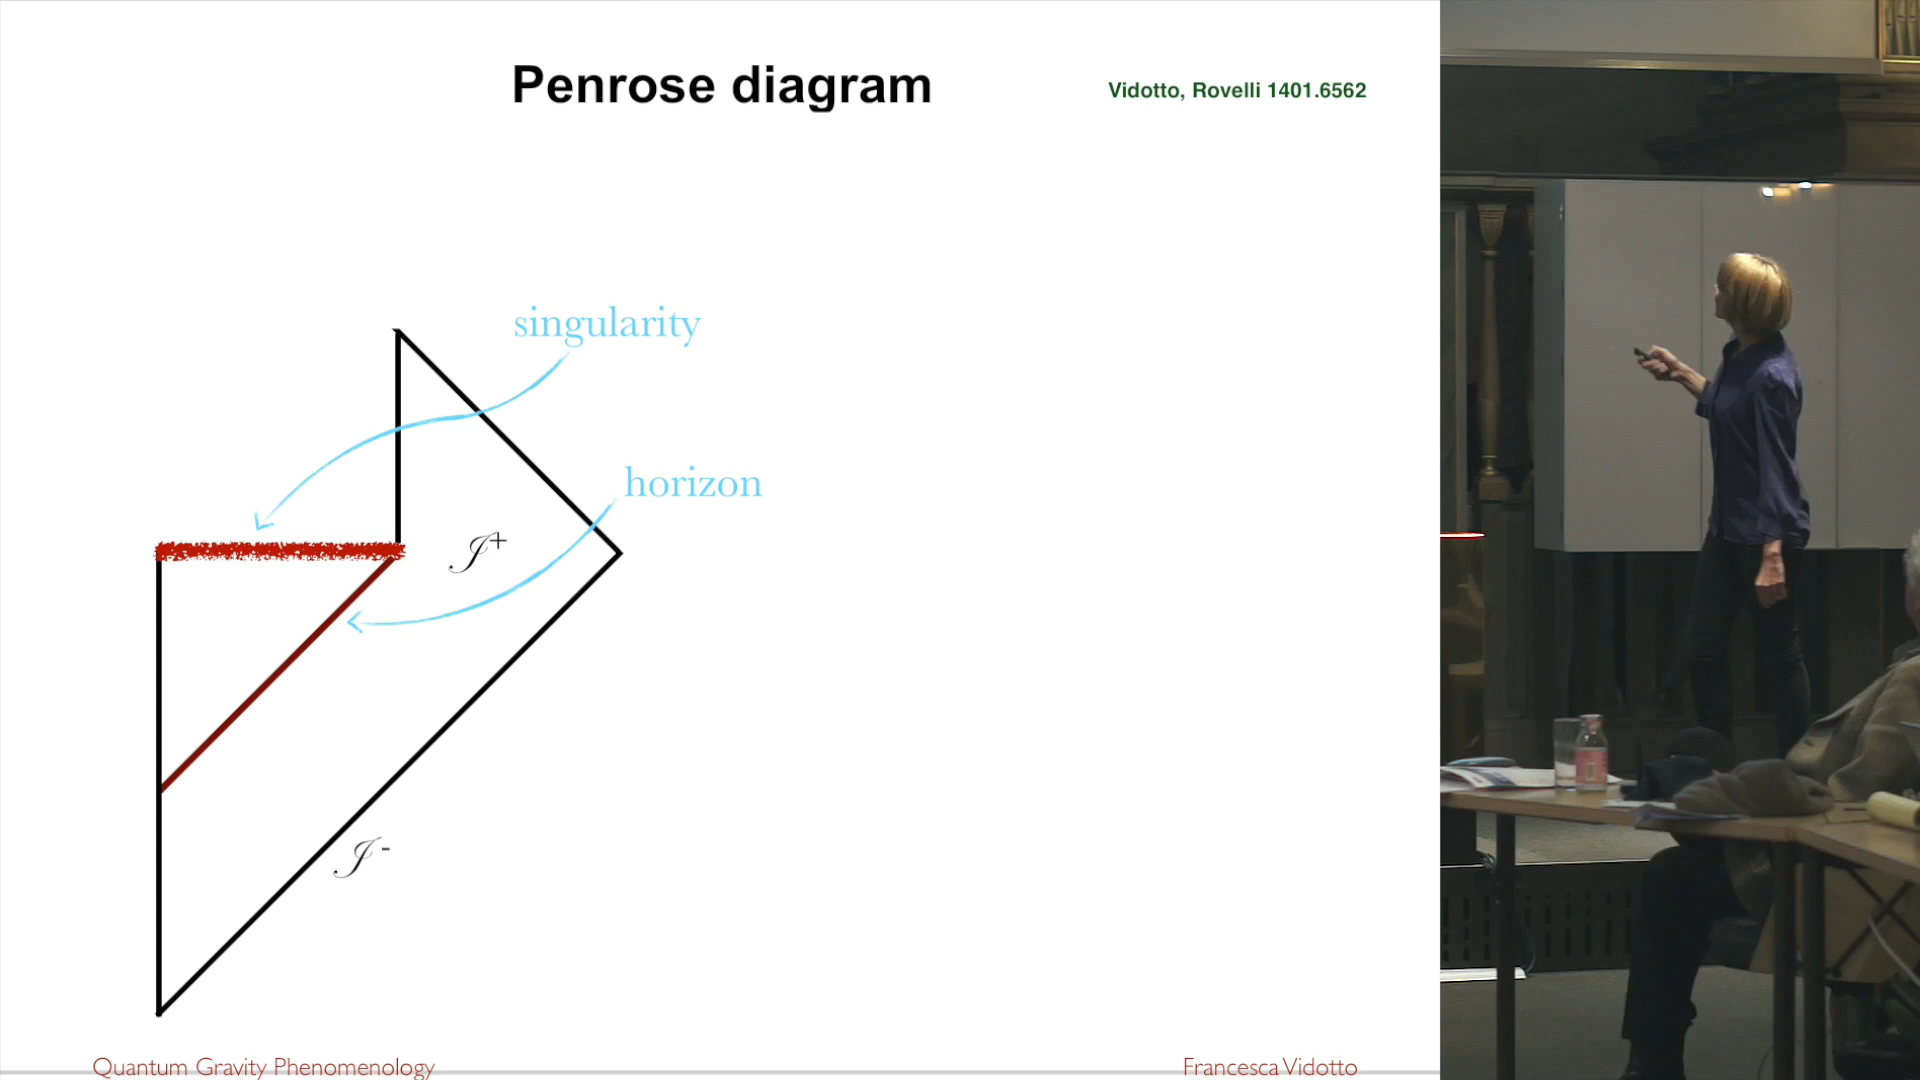 Penrose diagram
Vidotto, Rovelli 1401.6562
singularity
horizon
𝒥⁺
𝒥⁻
Quantum Gravity Phenomenology
Francesca Vidotto